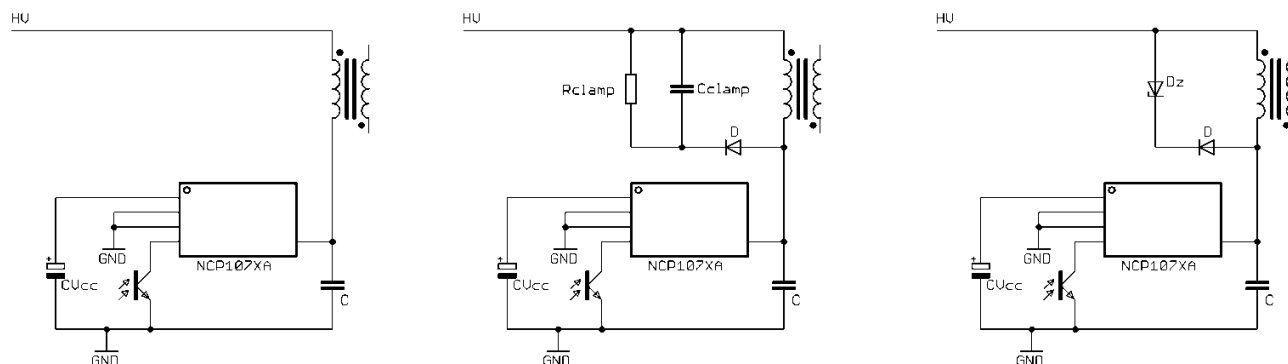 HV
NCP107XA
GND
CVcc
+
C
GND
HV
Rclamp
Cclamp
D
NCP107XA
GND
CVcc
+
C
GND
HV
Dz
D
NCP107XA
GND
CVcc
+
C
GND